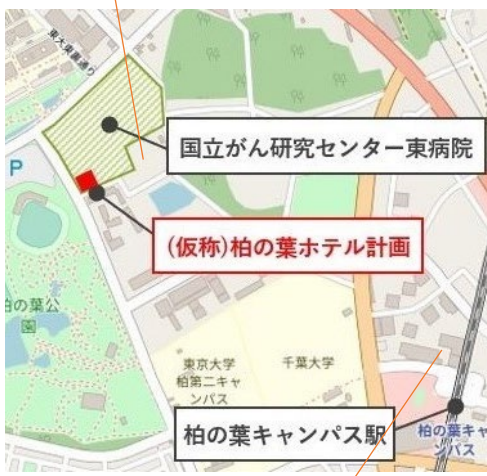 東大東裏通り
国立がん研究センター東病院
P
(仮称)柏の葉ホテル計画
柏の葉公
園
東京大学
柏第二キャ
ンパス
千葉大学
柏の葉キャンパス駅
柏の葉キャ
ンパス